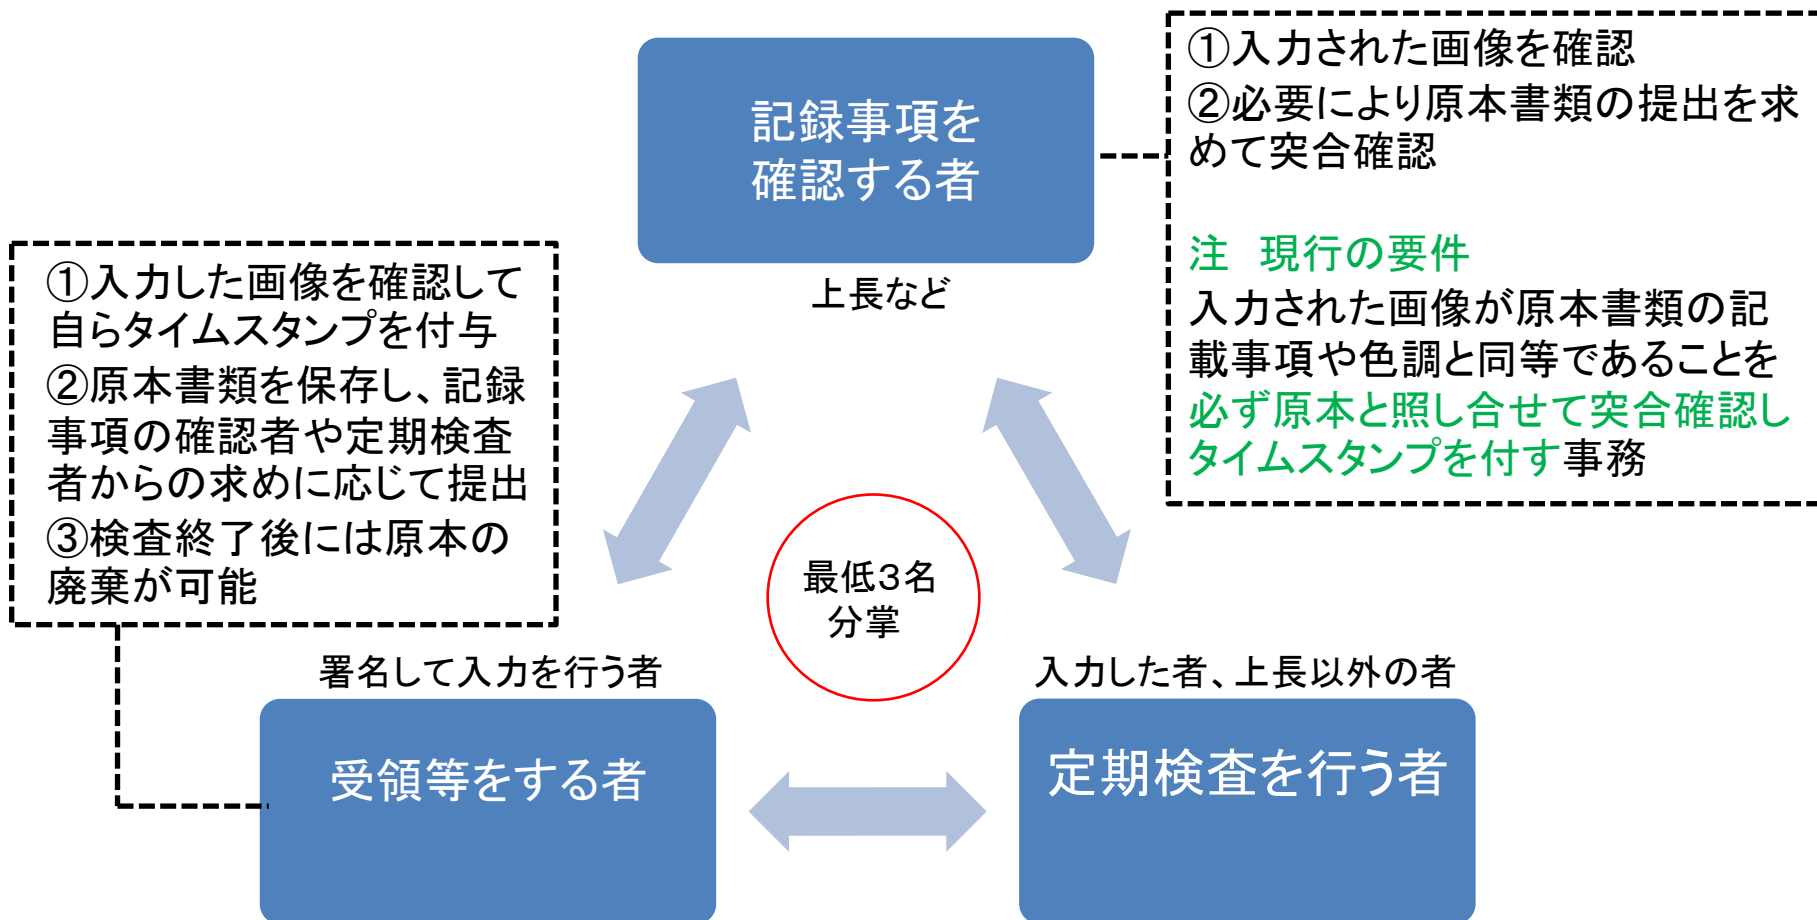 記録事項を
確認する者
上長など
①入力された画像を確認
②必要により原本書類の提出を求
めて突合確認
注　現行の要件
入力された画像が原本書類の記
載事項や色調と同等であることを
必ず原本と照し合せて突合確認し
タイムスタンプを付す事務
①入力した画像を確認して
自らタイムスタンプを付与
②原本書類を保存し、記録
事項の確認者や定期検査
者からの求めに応じて提出
③検査終了後には原本の
廃棄が可能
最低３名
分掌
署名して入力を行う者
受領等をする者
入力した者、上長以外の者
定期検査を行う者